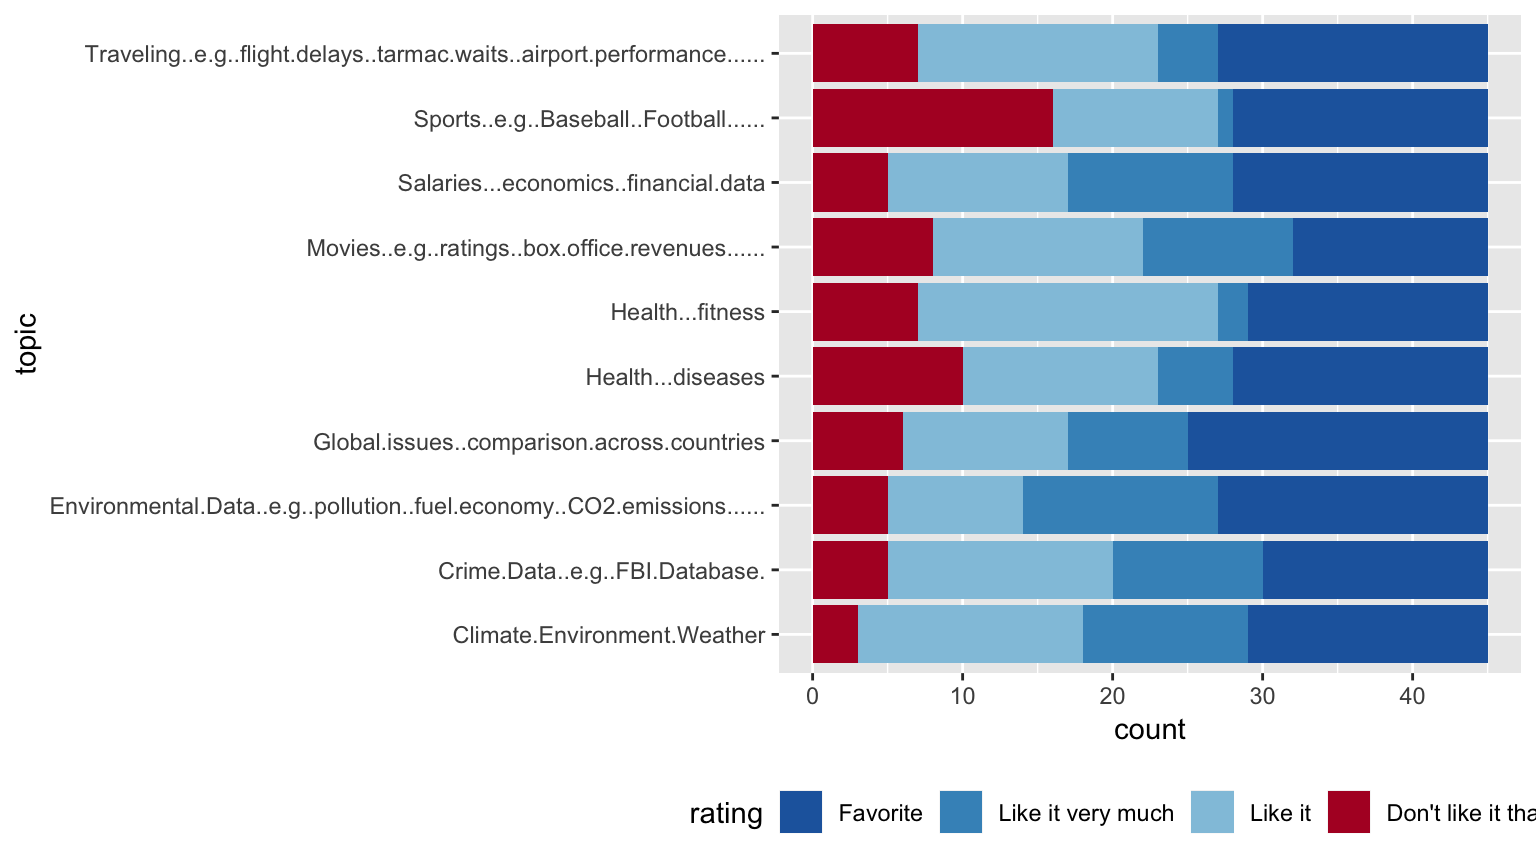 Traveling..e.g..flight.delays..tarmac.waits..airport.performance......
Sports..e.g..Baseball..Football......
Salaries...economics..financial.data
Movies..e.g..ratings..box.office.revenues......
Health...fitness
Health...diseases
Global.issues..comparison.across.countries
Environmental.Data..e.g..pollution..fuel.economy..CO2.emissions......
Crime.Data..e.g..FBI.Database.
Climate.Environment.Weather
topic
0 10 20 30 40
count
rating Favorite Like it very much Like it Don't like it